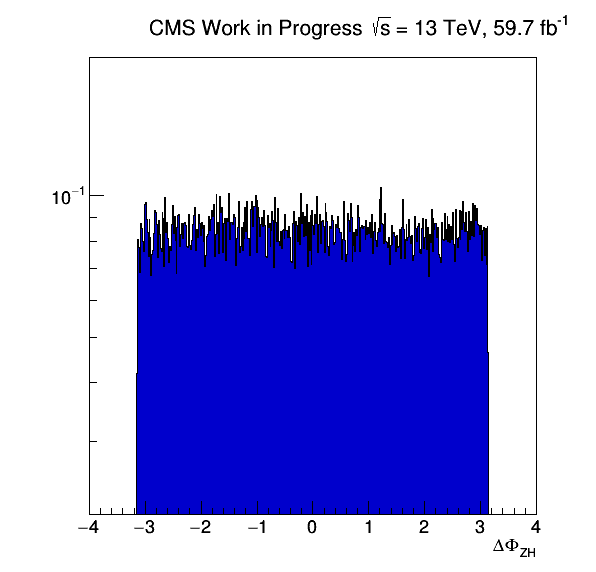 CMS Work in Progress √s = 13 TeV, 59.7 fb⁻¹
10⁻¹
−4 −3 −2 −1 0 1 2 3 4
ΔΦ_ZH